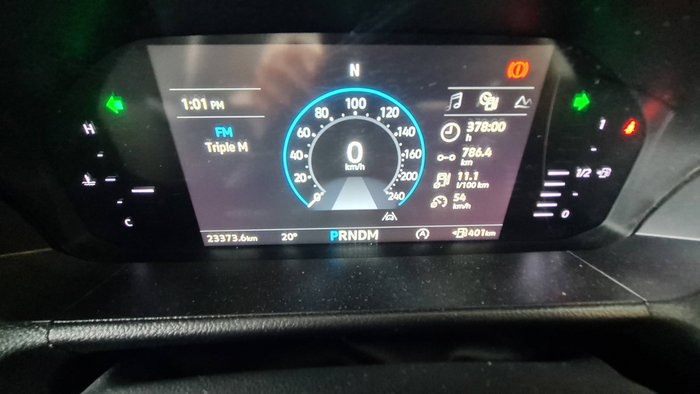 N
1:01 PM
FM
Triple M
H
C
0
20
40
60
80
100
120
140
160
200
240
0
km/h
378:00
h
786.4
km
11.1
l/100 km
54
km/h
1
1/2
0
23373.6km
20°
PRNDM
A
401km